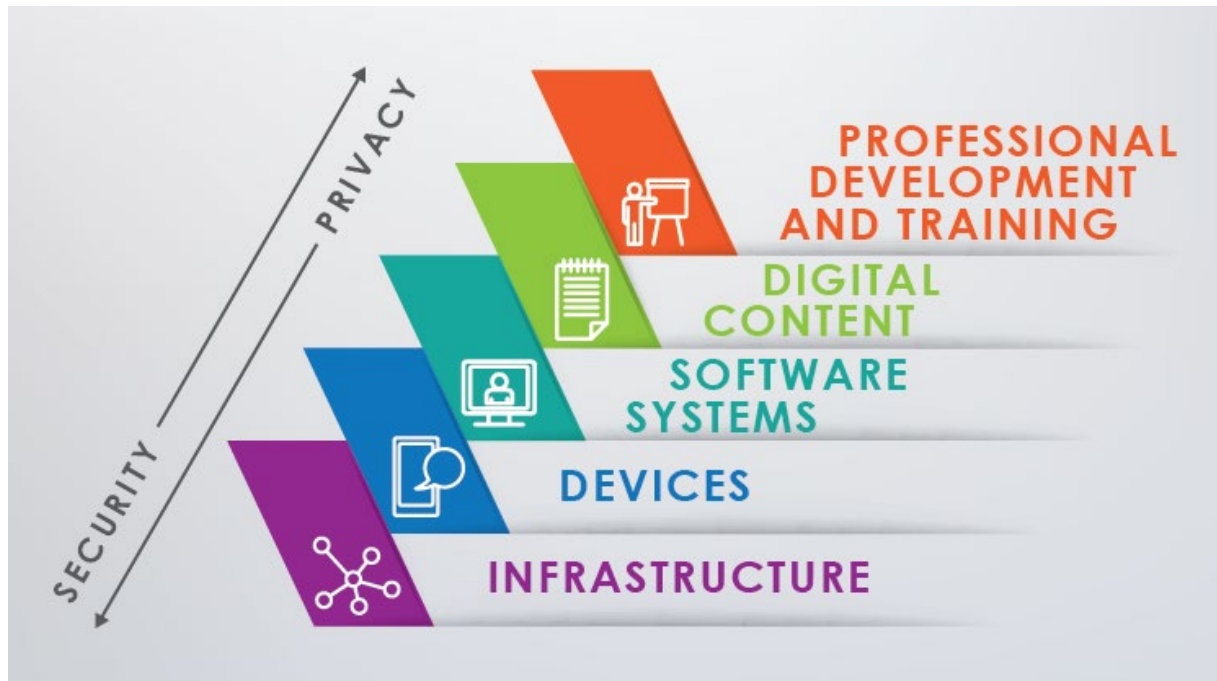 SECURITY
PRIVACY
PROFESSIONAL
DEVELOPMENT
AND TRAINING
DIGITAL
CONTENT
SOFTWARE
SYSTEMS
DEVICES
INFRASTRUCTURE